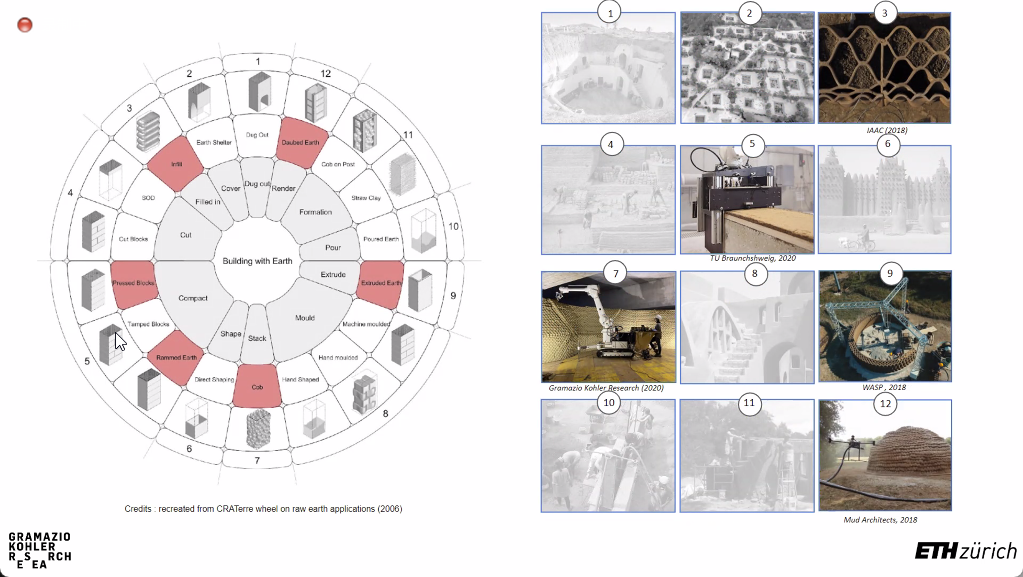 1
2
3
4
5
6
7
8
9
10
11
12
Dug Out
Daubed Earth
Cob on Post
Straw Clay
Poured Earth
Extruded Earth
Machine moulded
Hand moulded
Hand Shaped
Cob
Direct Shaping
Rammed Earth
Tamped Blocks
Pressed Blocks
Cut Blocks
SOD
Infill
Earth Shelter
Dug out
Render
Formation
Pour
Extrude
Mould
Stack
Shape
Compact
Cut
Filled in
Cover
Building with Earth
Credits : recreated from CRATerre wheel on raw earth applications (2006)
GRAMAZIO
KOHLER
R S RCH
E EA
1
2
3
IAAC (2018)
4
5
6
TU Braunchshweig, 2020
7
8
9
Gramazio Kohler Research (2020)
WASP , 2018
10
11
12
Mud Architects, 2018
ETH zürich